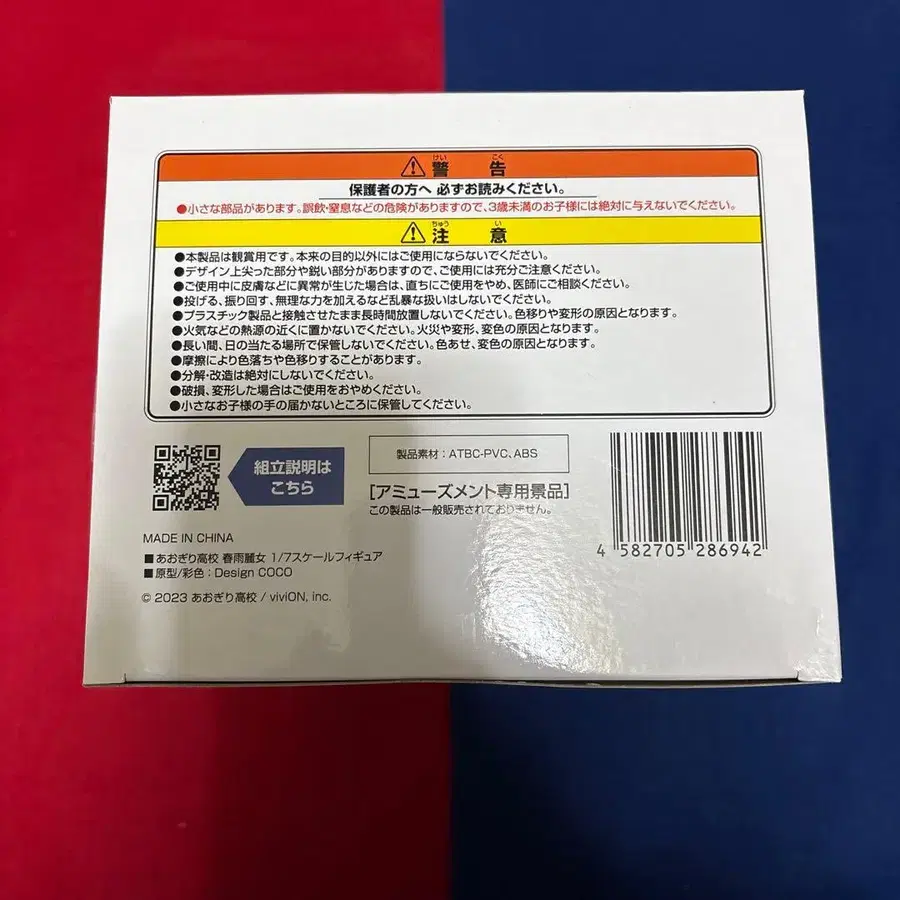 ⚠ 警告
けい こく
保護者の方へ 必ずお読みください。
●小さな部品があります。誤飲・窒息などの危険がありますので、3歳未満のお子様には絶対に与えないでください。
⚠ 注意
ちゅう い
●本製品は観賞用です。本来の目的以外にはご使用にならないでください。
●デザイン上尖った部分や鋭い部分がありますので、ご使用には充分ご注意ください。
●ご使用中に皮膚などに異常が生じた場合は、直ちにご使用をやめ、医師にご相談ください。
●投げる、振り回す、無理な力を加えるなど乱暴な扱いはしないでください。
●プラスチック製品と接触させたまま長時間放置しないでください。色移りや変形の原因となります。
●火気などの熱源の近くに置かないでください。火災や変形、変色の原因となります。
●長い間、日の当たる場所で保管しないでください。色あせ、変色の原因となります。
●摩擦により色落ちや色移りすることがあります。
●分解・改造は絶対にしないでください。
●破損、変形した場合はご使用をおやめください。
●小さなお子様の手の届かないところに保管してください。
組立説明は
こちら
製品素材：ATBC-PVC、ABS
[アミューズメント専用景品]
この製品は一般販売されておりません。
4 582705 286942
MADE IN CHINA
■あおぎり高校 春雨麗女 1/7スケールフィギュア
■原型/彩色：Design COCO
© 2023 あおぎり高校 / viviON, inc.